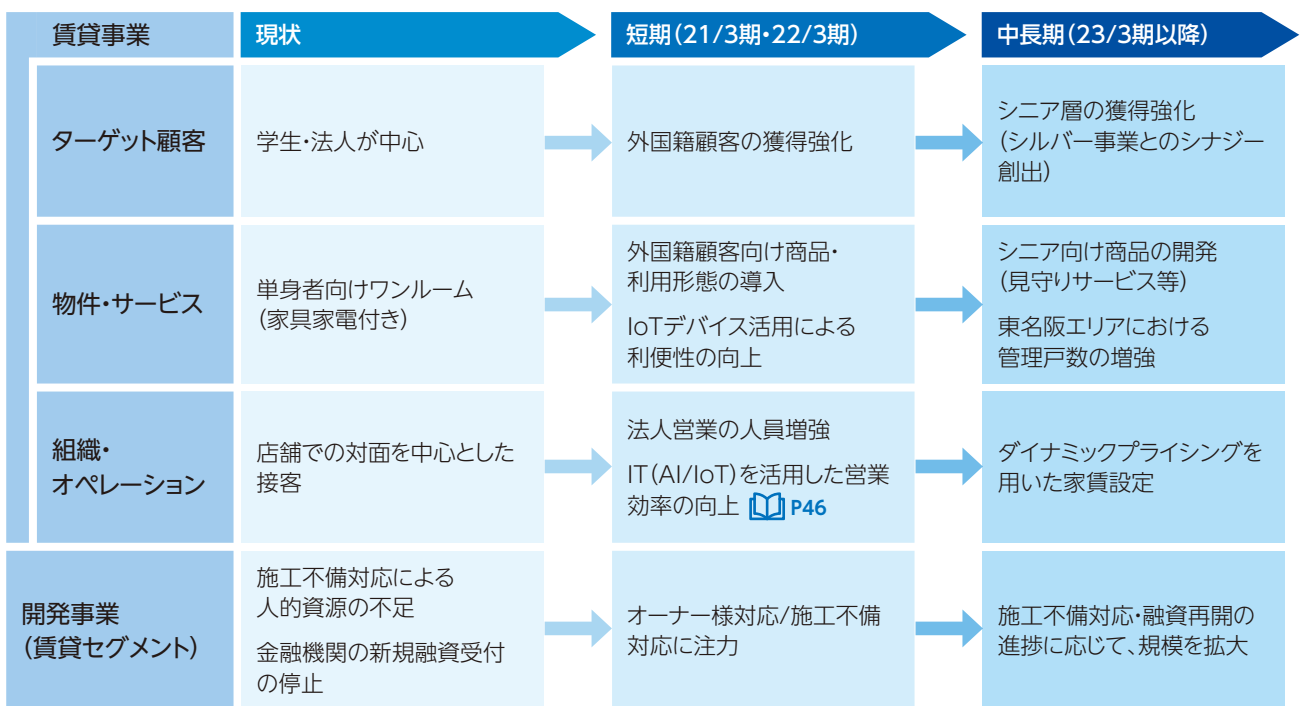 賃貸事業
現状
短期(21/3期・22/3期)
中長期(23/3期以降)
ターゲット顧客
学生・法人が中心
外国籍顧客の獲得強化
シニア層の獲得強化
(シルバー事業とのシナジー
創出)
物件・サービス
単身者向けワンルーム
(家具家電付き)
外国籍顧客向け商品・
利用形態の導入
IoTデバイス活用による
利便性の向上
シニア向け商品の開発
(見守りサービス等)
東名阪エリアにおける
管理戸数の増強
組織・
オペレーション
店舗での対面を中心とした
接客
法人営業の人員増強
IT(AI/IoT)を活用した営業
効率の向上 P46
ダイナミックプライシングを
用いた家賃設定
開発事業
(賃貸セグメント)
施工不備対応による
人的資源の不足
金融機関の新規融資受付
の停止
オーナー様対応/施工不備
対応に注力
施工不備対応・融資再開の
進捗に応じて、規模を拡大